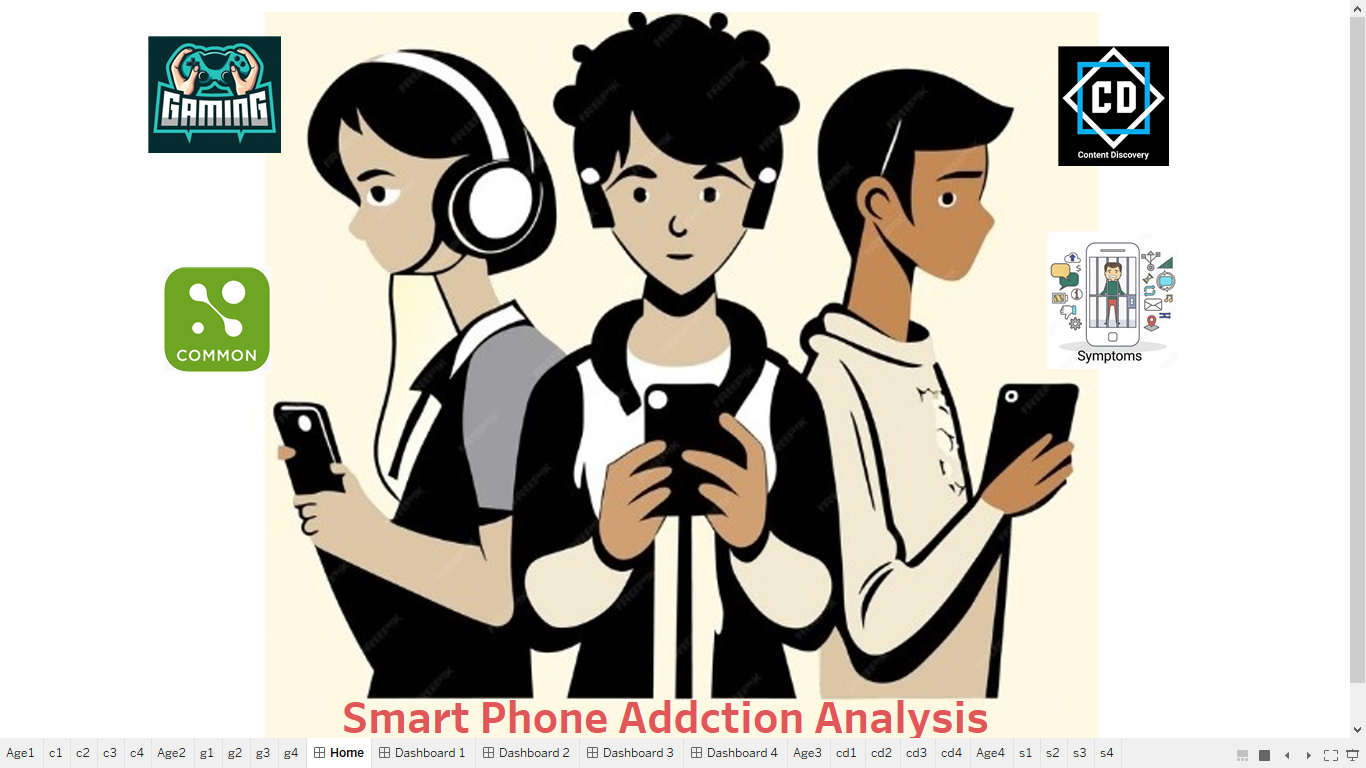 GAMING
CD
Content Discovery
COMMON
Symptoms
Smart Phone Addction Analysis
Age1 c1 c2 c3 c4 Age2 g1 g2 g3 g4 Home Dashboard 1 Dashboard 2 Dashboard 3 Dashboard 4 Age3 cd1 cd2 cd3 cd4 Age4 s1 s2 s3 s4